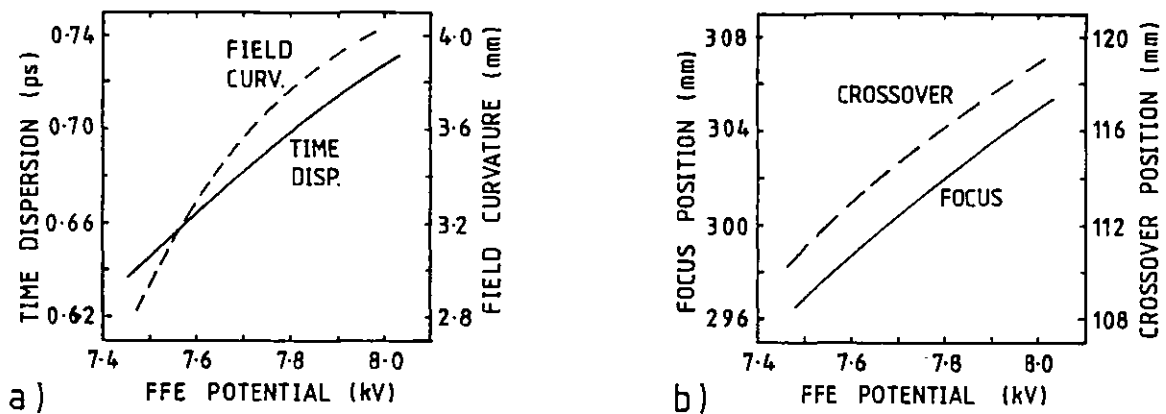 TIME DISPERSION (ps)
0·74
0·70
0·66
0·62
FIELD
CURV.
TIME
DISP.
4·0
3·6
3·2
2·8
FIELD CURVATURE (mm)
7·4 7·6 7·8 8·0
FFE POTENTIAL (kV)
a)
FOCUS POSITION (mm)
308
304
300
296
CROSSOVER
FOCUS
120
116
112
108
CROSSOVER POSITION (mm)
7·4 7·6 7·8 8·0
FFE POTENTIAL (kV)
b)